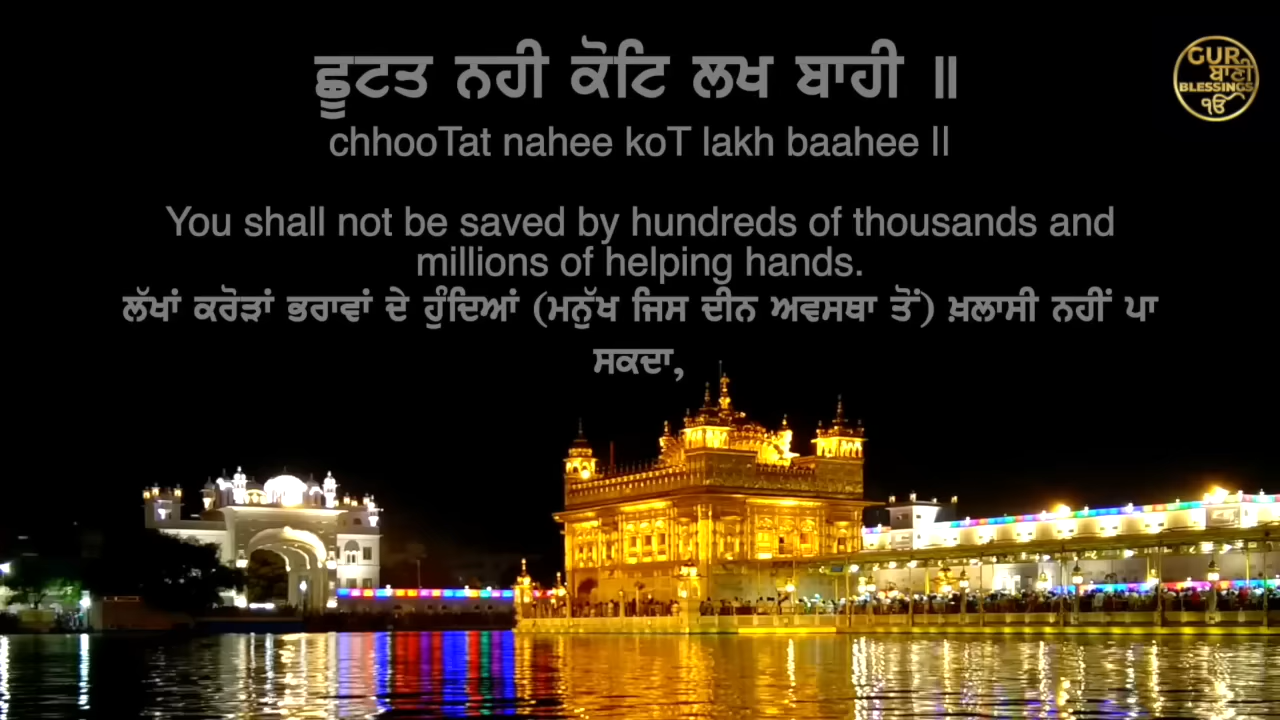 ਛੂਟਤ ਨਹੀ ਕੋਟਿ ਲਖ ਬਾਹੀ ॥
chhooTat nahee koT lakh baahee ||
You shall not be saved by hundreds of thousands and
millions of helping hands.
ਲੱਖਾਂ ਕਰੋੜਾਂ ਭਰਾਵਾਂ ਦੇ ਹੁੰਦਿਆਂ (ਮਨੁੱਖ ਜਿਸ ਦੀਨ ਅਵਸਥਾ ਤੋਂ) ਖ਼ਲਾਸੀ ਨਹੀਂ ਪਾ
ਸਕਦਾ,
GUR
ਬਾਣੀ
BLESSINGS
ੴ